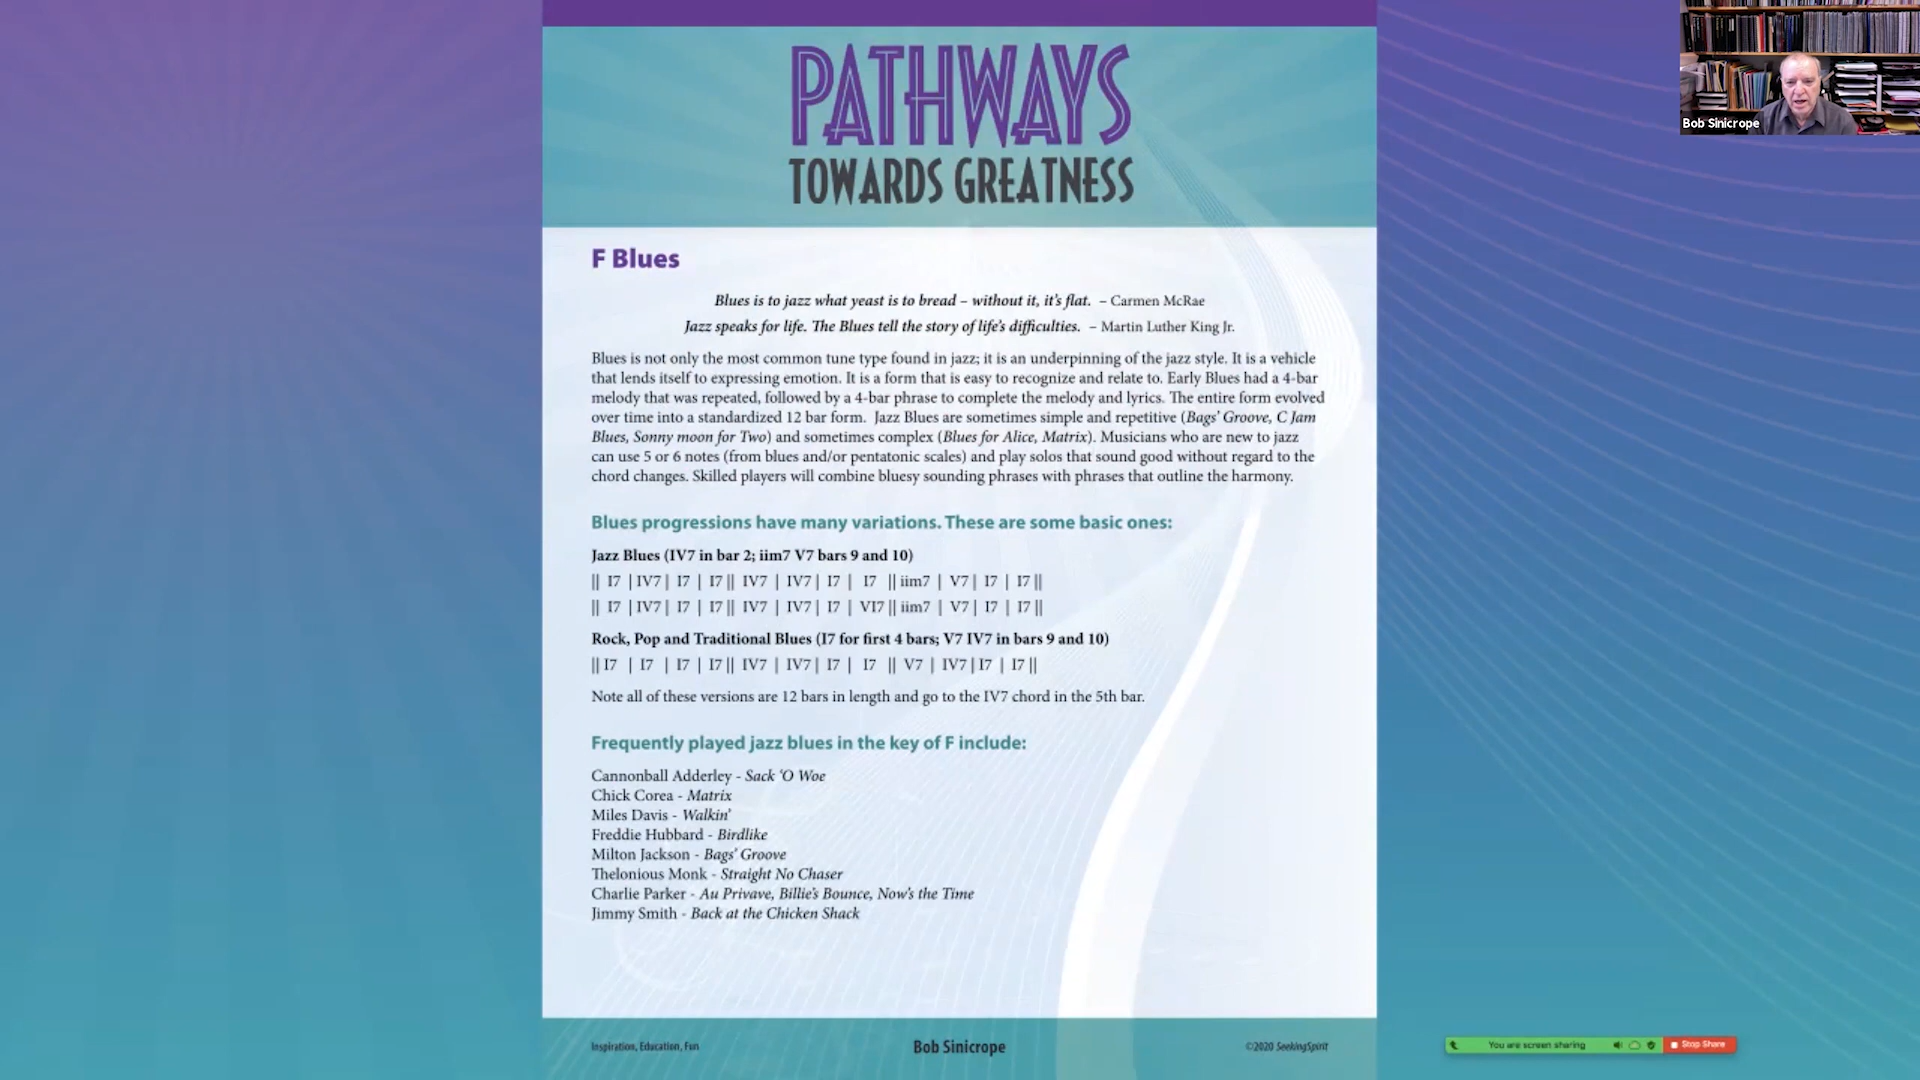 PATHWAYS
TOWARDS GREATNESS
Bob Sinicrope
F Blues
Blues is to jazz what yeast is to bread – without it, it's flat. – Carmen McRae
Jazz speaks for life. The Blues tell the story of life's difficulties. – Martin Luther King Jr.
Blues is not only the most common tune type found in jazz; it is an underpinning of the jazz style. It is a vehicle
that lends itself to expressing emotion. It is a form that is easy to recognize and relate to. Early Blues had a 4-bar
melody that was repeated, followed by a 4-bar phrase to complete the melody and lyrics. The entire form evolved
over time into a standardized 12 bar form. Jazz Blues are sometimes simple and repetitive (Bags' Groove, C Jam
Blues, Sonny moon for Two) and sometimes complex (Blues for Alice, Matrix). Musicians who are new to jazz
can use 5 or 6 notes (from blues and/or pentatonic scales) and play solos that sound good without regard to the
chord changes. Skilled players will combine bluesy sounding phrases with phrases that outline the harmony.
Blues progressions have many variations. These are some basic ones:
Jazz Blues (IV7 in bar 2; iim7 V7 bars 9 and 10)
|| I7 | IV7 | I7 | I7 || IV7 | IV7 | I7 | I7 || iim7 | V7 | I7 | I7 ||
|| I7 | IV7 | I7 | I7 || IV7 | IV7 | I7 | VI7 || iim7 | V7 | I7 | I7 ||
Rock, Pop and Traditional Blues (I7 for first 4 bars; V7 IV7 in bars 9 and 10)
|| I7 | I7 | I7 | I7 || IV7 | IV7 | I7 | I7 || V7 | IV7 | I7 | I7 ||
Note all of these versions are 12 bars in length and go to the IV7 chord in the 5th bar.
Frequently played jazz blues in the key of F include:
Cannonball Adderley - Sack 'O Woe
Chick Corea - Matrix
Miles Davis - Walkin'
Freddie Hubbard - Birdlike
Milton Jackson - Bags' Groove
Thelonious Monk - Straight No Chaser
Charlie Parker - Au Privave, Billie's Bounce, Now's the Time
Jimmy Smith - Back at the Chicken Shack
Inspiration, Education, Fun
Bob Sinicrope
©2020 SeekingSpirit
You are screen sharing
Stop Share